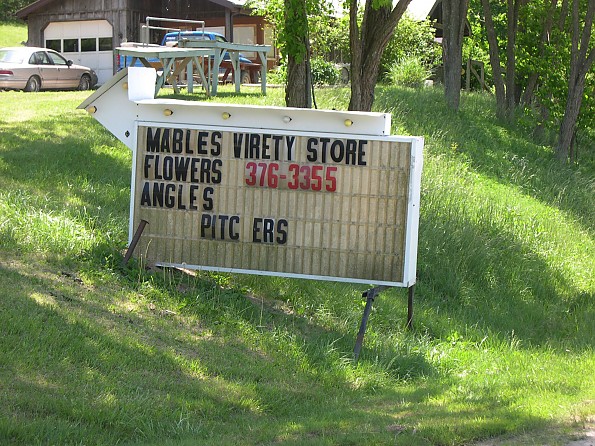 MABLES VIRETY STORE
FLOWERS 376-3355
ANGLES
PITC ERS